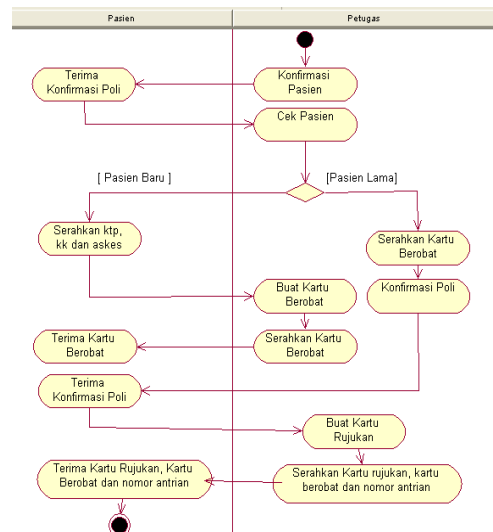 Pasien
Petugas
Terima
Konfirmasi Poli
Konfirmasi
Pasien
Cek Pasien
[ Pasien Baru ]
[Pasien Lama]
Serahkan ktp,
kk dan askes
Serahkan Kartu
Berobat
Buat Kartu
Berobat
Konfirmasi Poli
Terima Kartu
Berobat
Serahkan Kartu
Berobat
Terima
Konfirmasi Poli
Buat Kartu
Rujukan
Terima Kartu Rujukan, Kartu
Berobat dan nomor antrian
Serahkan Kartu rujukan, kartu
berobat dan nomor antrian